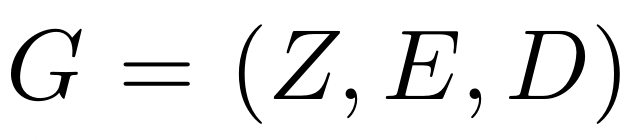 G = (Z, E, D)